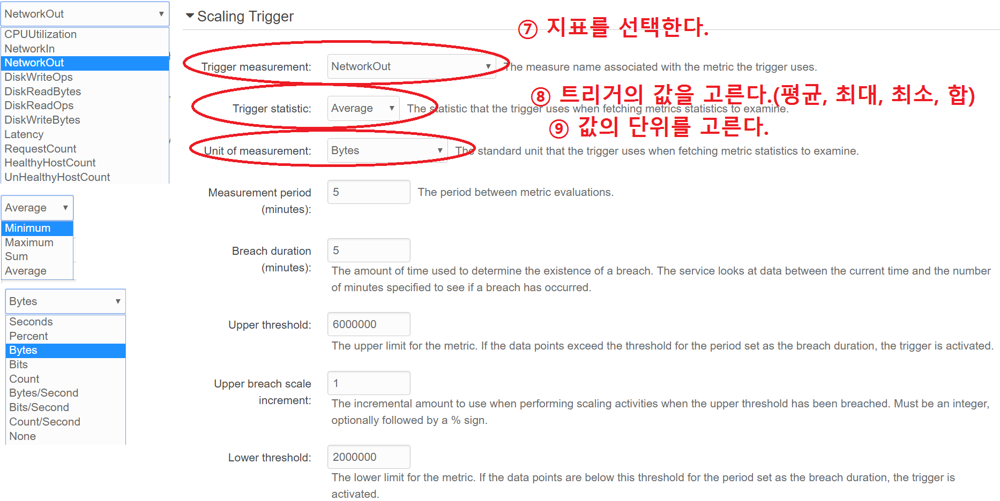 NetworkOut
CPUUtilization
NetworkIn
NetworkOut
DiskWriteOps
DiskReadBytes
DiskReadOps
DiskWriteBytes
Latency
RequestCount
HealthyHostCount
UnHealthyHostCount
Average
Minimum
Maximum
Sum
Average
Bytes
Seconds
Percent
Bytes
Bits
Count
Bytes/Second
Bits/Second
Count/Second
None
Scaling Trigger
⑦ 지표를 선택한다.
Trigger measurement: NetworkOut The measure name associated with the metric the trigger uses.
⑧ 트리거의 값을 고른다.(평균, 최대, 최소, 합)
Trigger statistic: Average The statistic that the trigger uses when fetching metrics statistics to examine.
⑨ 값의 단위를 고른다.
Unit of measurement: Bytes The standard unit that the trigger uses when fetching metric statistics to examine.
Measurement period 5 The period between metric evaluations.
(minutes):
Breach duration 5
(minutes):
The amount of time used to determine the existence of a breach. The service looks at data between the current time and the number
of minutes specified to see if a breach has occurred.
Upper threshold: 6000000
The upper limit for the metric. If the data points exceed the threshold for the period set as the breach duration, the trigger is activated.
Upper breach scale 1
increment:
The incremental amount to use when performing scaling activities when the upper threshold has been breached. Must be an integer,
optionally followed by a % sign.
Lower threshold: 2000000
The lower limit for the metric. If the data points are below this threshold for the period set as the breach duration, the trigger is
activated.